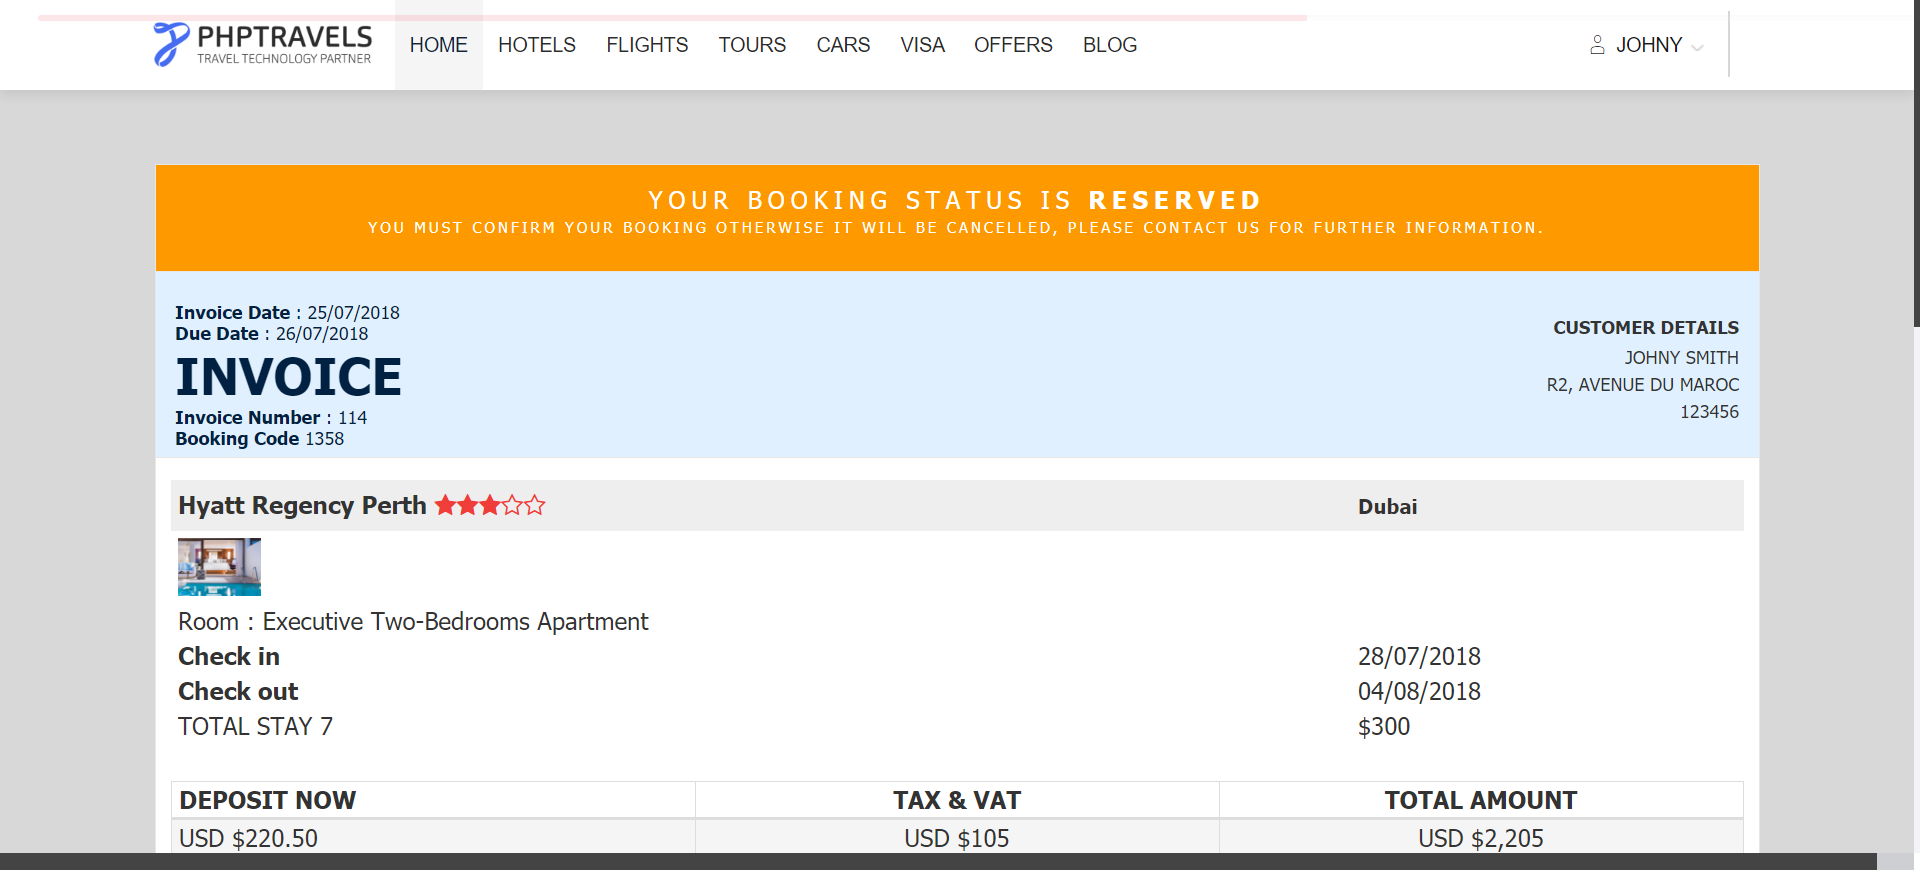 PHPTRAVELS
TRAVEL TECHNOLOGY PARTNER
HOME HOTELS FLIGHTS TOURS CARS VISA OFFERS BLOG JOHNY
YOUR BOOKING STATUS IS RESERVED
YOU MUST CONFIRM YOUR BOOKING OTHERWISE IT WILL BE CANCELLED, PLEASE CONTACT US FOR FURTHER INFORMATION.
Invoice Date : 25/07/2018
Due Date : 26/07/2018
INVOICE
Invoice Number : 114
Booking Code 1358
CUSTOMER DETAILS
JOHNY SMITH
R2, AVENUE DU MAROC
123456
Hyatt Regency Perth Dubai
Room : Executive Two-Bedrooms Apartment
Check in 28/07/2018
Check out 04/08/2018
TOTAL STAY 7 $300
DEPOSIT NOW TAX & VAT TOTAL AMOUNT
USD $220.50 USD $105 USD $2,205